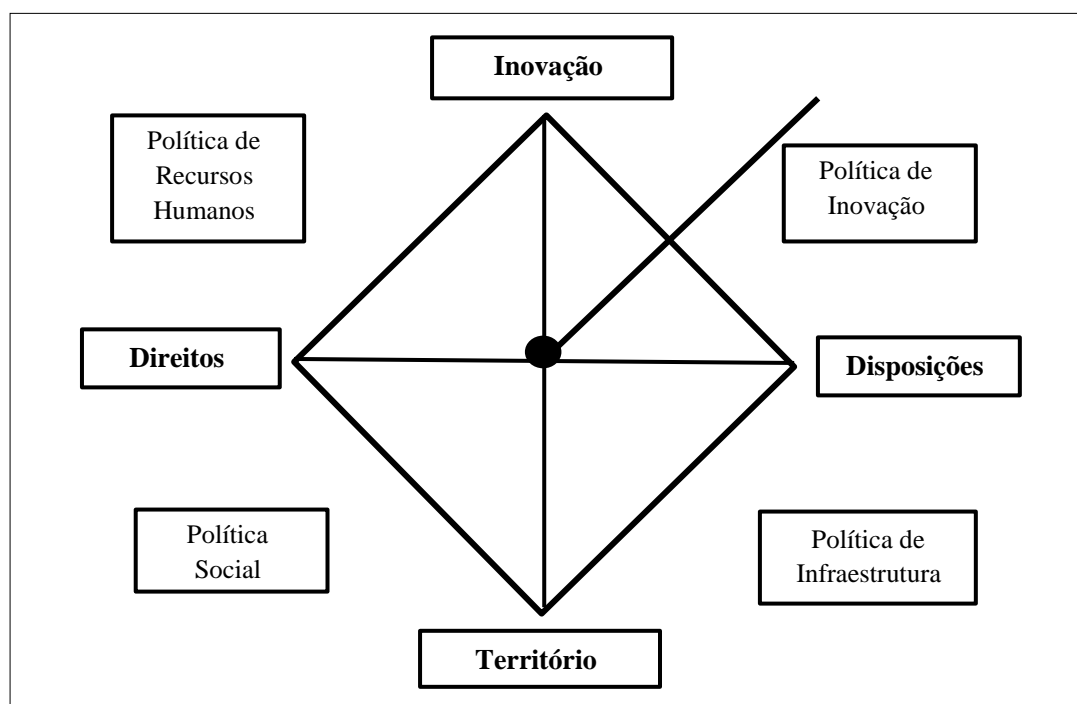 Inovação
Política de
Recursos
Humanos
Política de
Inovação
Direitos
Disposições
Política
Social
Política de
Infraestrutura
Território